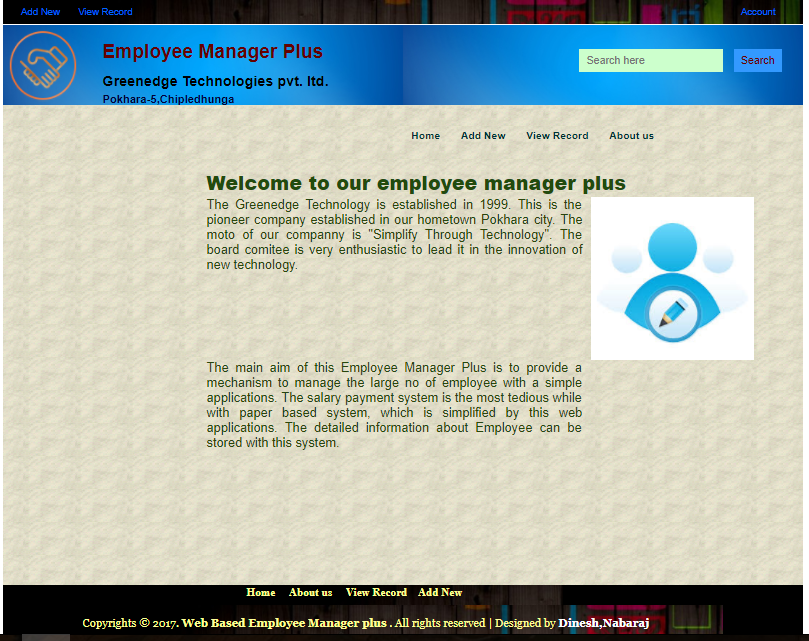 Add New View Record Account
Employee Manager Plus
Greenedge Technologies pvt. ltd.
Pokhara-5,Chipledhunga
Search here Search
Home Add New View Record About us
Welcome to our employee manager plus
The Greenedge Technology is established in 1999. This is the
pioneer company established in our hometown Pokhara city. The
moto of our companny is "Simplify Through Technology". The
board comitee is very enthusiastic to lead it in the innovation of
new technology.
The main aim of this Employee Manager Plus is to provide a
mechanism to manage the large no of employee with a simple
applications. The salary payment system is the most tedious while
with paper based system, which is simplified by this web
applications. The detailed information about Employee can be
stored with this system.
Home About us View Record Add New
Copyrights © 2017. Web Based Employee Manager plus . All rights reserved | Designed by Dinesh,Nabaraj